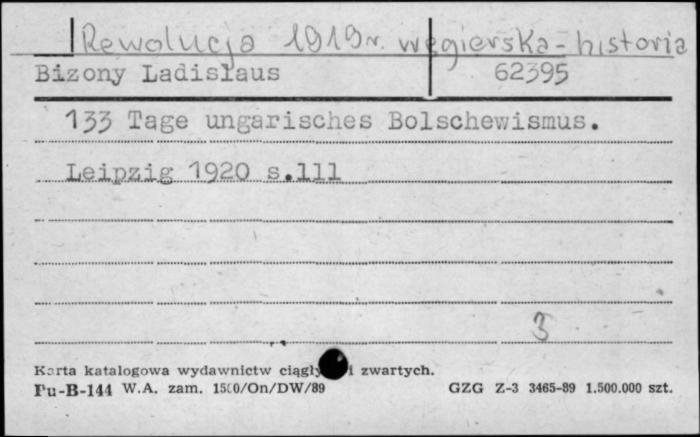 Rewolucja 1919r. węgierska - historia
Bizony Ladislaus 62395
133 Tage ungarisches Bolschewismus.
Leipzig 1920 s.111
3
Karta katalogowa wydawnictw i zwartych.
Pu-B-144 W.A. zam. 1500/On/DW/89 GZG Z-3 3465-89 1.500.000 szt.